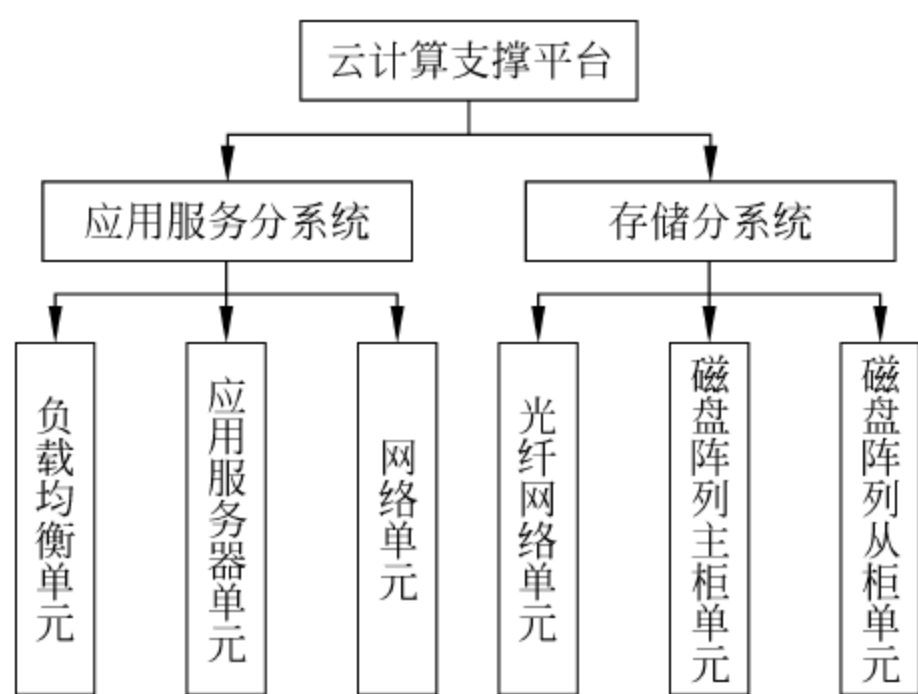 云计算支撑平台
应用服务分系统
存储分系统
负载均衡单元
应用服务器单元
网络单元
光纤网络单元
磁盘阵列主柜单元
磁盘阵列从柜单元